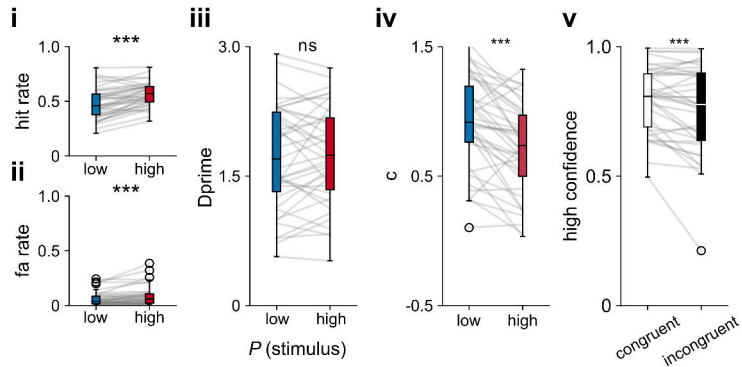 i
***
1.0
0.5
0
hit rate
low high
ii
***
1.0
0.5
0
fa rate
low high
iii
ns
3.0
1.5
0
Dprime
low high
P (stimulus)
iv
***
1.5
0.5
-0.5
c
low high
v
***
1.0
0.5
0
high confidence
congruent incongruent